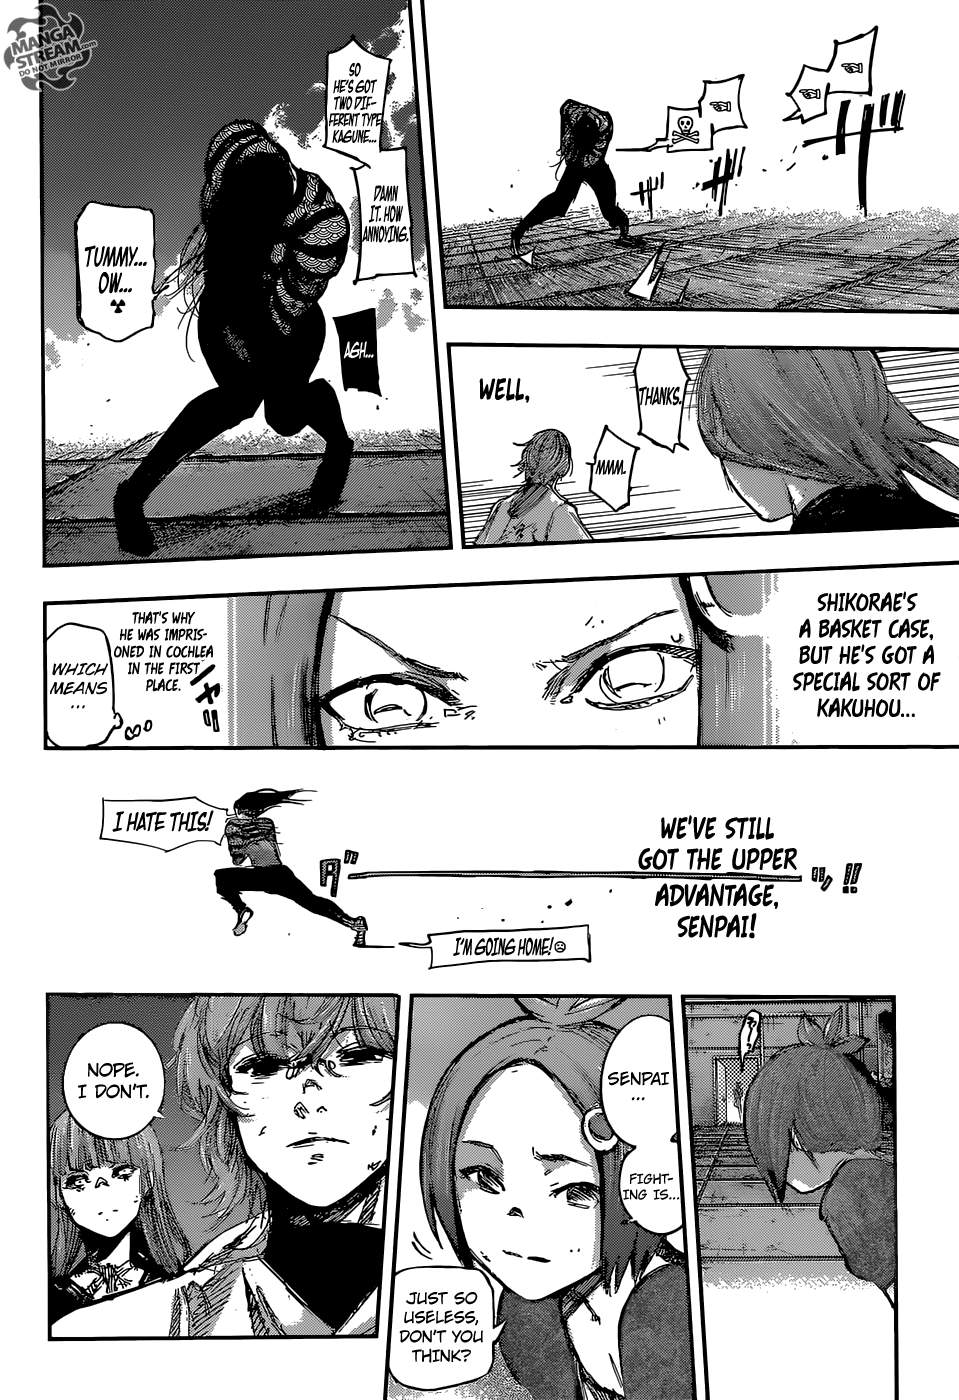 MANGA
STREAM.com
DO NOT MIRROR
SO
HE'S GOT
TWO DIF-
FERENT TYPE
KAGUNE...
DAMN
IT. HOW
ANNOYING.
AGH...
TUMMY...
OW...
THANKS.
MMM.
WELL,
SHIKORAE'S
A BASKET CASE,
BUT HE'S GOT A
SPECIAL SORT OF
KAKUHOU...
THAT'S WHY
HE WAS IMPRIS-
ONED IN COCHLEA
IN THE FIRST
PLACE.
WHICH
MEANS
...
WE'VE STILL
GOT THE UPPER
ADVANTAGE,
SENPAI!
I HATE THIS!
I'M GOING HOME!
SENPAI
...
FIGHT-
ING IS...
JUST SO
USELESS,
DON'T YOU
THINK?
NOPE.
I DON'T.